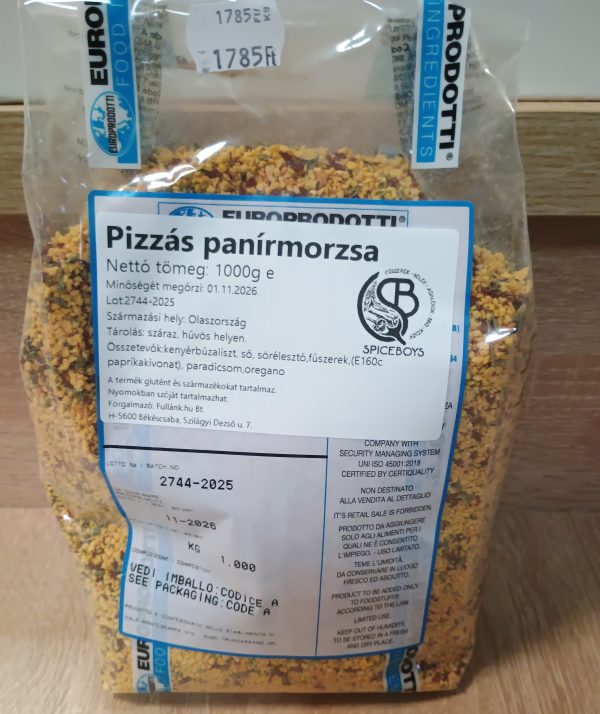 1785Ft/KG
1785Ft
EUROPRODOTTI
FOOD
INGREDIENTS
EUROPRODOTTI®
Pizzás panírmorzsa
Nettó tömeg: 1000g e
Minőségét megőrzi: 01.11.2026.
Lot:2744-2025
Származási hely: Olaszország
Tárolás: száraz, hűvös helyen.
Összetevők:kenyérbúzaliszt, só, sörélesztő,fűszerek,(E160c
paprikakivonat), paradicsom,oregano
A termék glutént és származékokat tartalmaz.
Nyomokban szóját tartalmazhat.
Forgalmazó: Fullánk.hu Bt.
H-5600 Békéscsaba, Szilágyi Dezső u. 7.
SB
SPICEBOYS
COMPANY WITH
SECURITY MANAGING SYSTEM
UNI ISO 45001:2018
CERTIFIED BY CERTIQUALITY
NON DESTINATO
ALLA VENDITA AL DETTAGLIO
IT'S RETAIL SALE IS FORBIDDEN.
PRODOTTO DA AGGIUNGERE
SOLO AGLI ALIMENTI PER I
QUALI NE È CONSENTITO
L'IMPIEGO. - USO LIMITATO.
TEME L'UMIDITÀ,
DA CONSERVARE IN LUOGO
FRESCO ED ASCIUTTO.
PRODUCT TO BE ADDED ONLY
TO FOODSTUFFS
ACCORDING TO THE LAW.
LIMITED USE.
KEEP OUT OF HUMIDITY.
TO BE STORED IN A FRESH
AND DRY PLACE.
LOTTO No / BATCH NO
2744-2025
11-2026
KG 1.000
VEDI IMBALLO:CODICE A
SEE PACKAGING:CODE A